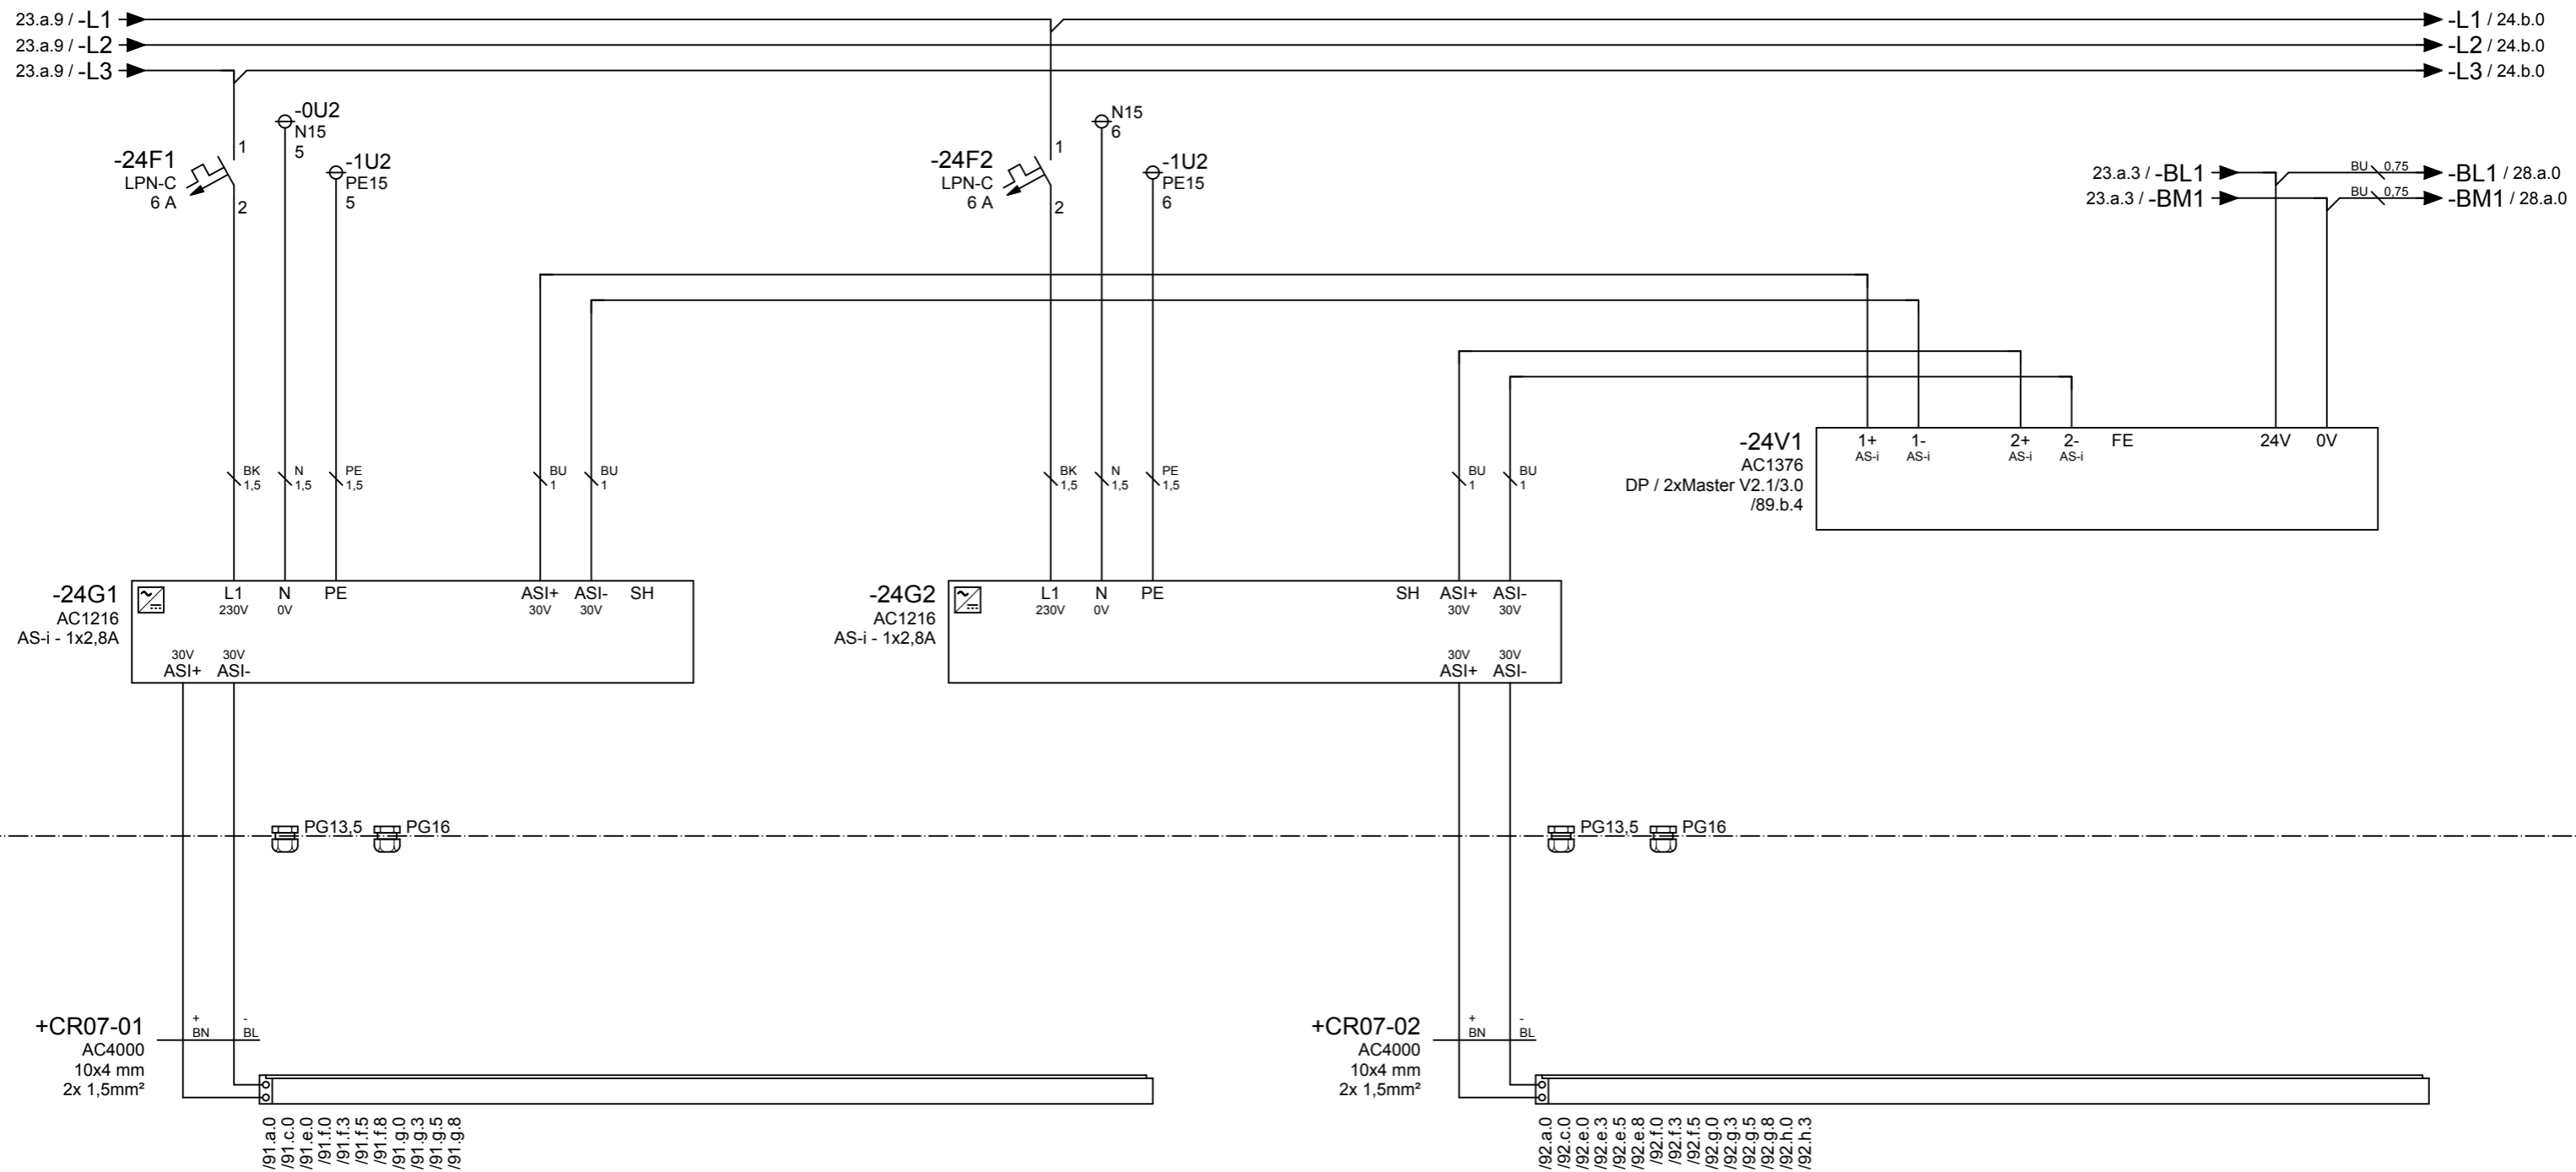 23.a.9 / -L1
-L1 / 24.b.0
23.a.9 / -L2
-L2 / 24.b.0
23.a.9 / -L3
-L3 / 24.b.0
-0U2
N15
5
-24F1
LPN-C
6 A
1
2
-1U2
PE15
5
N15
6
-24F2
LPN-C
6 A
1
2
-1U2
PE15
6
23.a.3 / -BL1
BU 0,75
-BL1 / 28.a.0
23.a.3 / -BM1
BU 0,75
-BM1 / 28.a.0
-24V1
AC1376
DP / 2xMaster V2.1/3.0
/89.b.4
1+ 1- 2+ 2- FE 24V 0V
AS-i AS-i AS-i AS-i
BK N PE BU BU
1,5 1,5 1,5 1 1
BK N PE BU BU
1,5 1,5 1,5 1 1
-24G1
AC1216
AS-i - 1x2,8A
L1 N PE ASI+ ASI- SH
230V 0V 30V 30V
30V 30V
ASI+ ASI-
-24G2
AC1216
AS-i - 1x2,8A
L1 N PE SH ASI+ ASI-
230V 0V 30V 30V
30V 30V
ASI+ ASI-
PG13,5 PG16
PG13,5 PG16
+CR07-01
AC4000
10x4 mm
2x 1,5mm²
+ -
BN BL
+CR07-02
AC4000
10x4 mm
2x 1,5mm²
+ -
BN BL
/91.a.0
/91.c.0
/91.e.0
/91.f.0
/91.f.3
/91.f.5
/91.f.8
/91.g.0
/91.g.3
/91.g.5
/91.g.8
/92.a.0
/92.c.0
/92.e.0
/92.e.3
/92.e.5
/92.e.8
/92.f.0
/92.f.3
/92.f.5
/92.g.0
/92.g.3
/92.g.5
/92.g.8
/92.h.0
/92.h.3